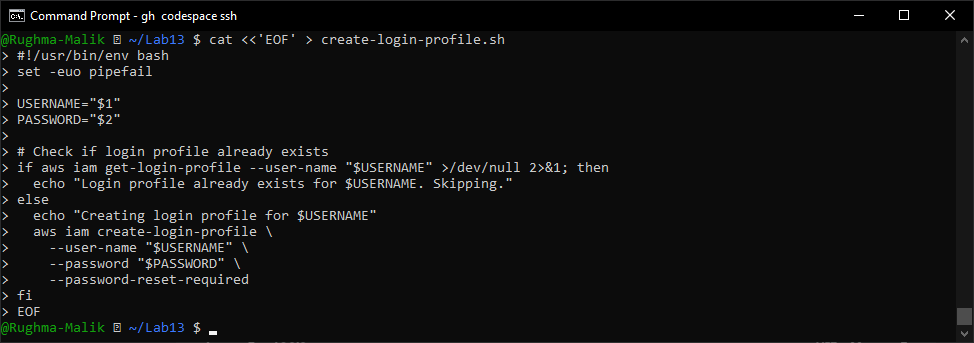 Command Prompt - gh  codespace ssh
@Rughma-Malik ~/Lab13 $ cat <<'EOF' > create-login-profile.sh
> #!/usr/bin/env bash
> set -euo pipefail
>
> USERNAME="$1"
> PASSWORD="$2"
>
> # Check if login profile already exists
> if aws iam get-login-profile --user-name "$USERNAME" >/dev/null 2>&1; then
>   echo "Login profile already exists for $USERNAME. Skipping."
> else
>   echo "Creating login profile for $USERNAME"
>   aws iam create-login-profile \
>     --user-name "$USERNAME" \
>     --password "$PASSWORD" \
>     --password-reset-required
> fi
> EOF
@Rughma-Malik ~/Lab13 $